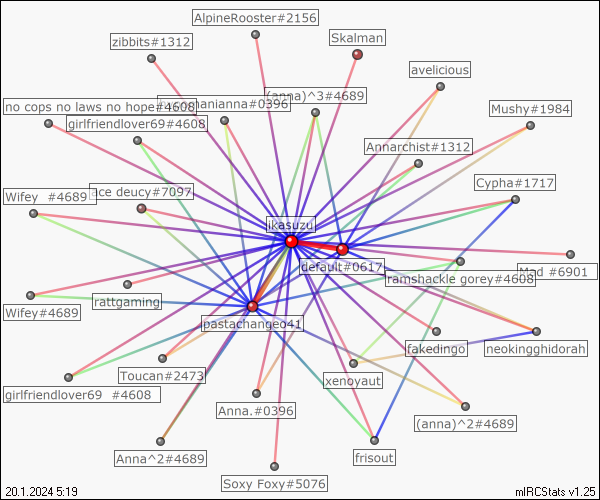 AlpineRooster#2156
zibbits#1312
Skalman
avelicious
(anna)^3#4689
no cops no laws no hope#4608
Mushy#1984
girlfriendlover69#4608
Annarchist#1312
Cypha#1717
ace deucy#7097
Wifey #4689
ikasuzu
default#0617
Mad #6901
ramshackle gorey#4608
rattgaming
Wifey#4689
pastachangeo41
fakedingo
neokingghidorah
Toucan#2473
xenoyaut
girlfriendlover69 #4608
Anna.#0396
(anna)^2#4689
Anna^2#4689
frisout
Soxy Foxy#5076
20.1.2024 5:19
mIRCStats v1.25